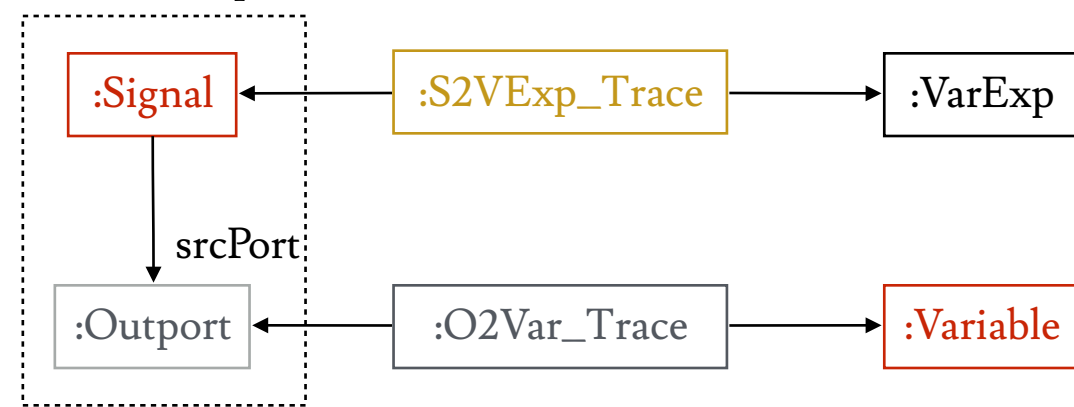 :Signal
:S2VExp_Trace
:VarExp
srcPort
:Outport
:O2Var_Trace
:Variable